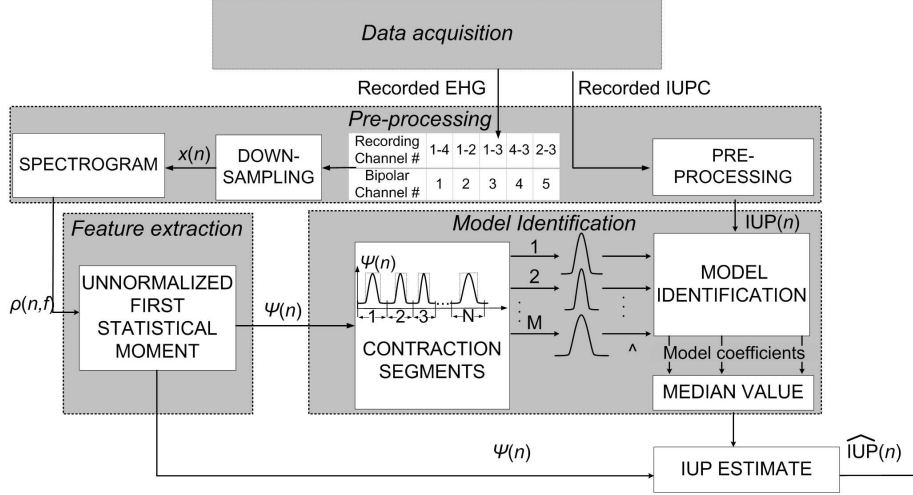 Data acquisition
Recorded EHG
Recorded IUPC
Pre-processing
SPECTROGRAM
x(n)
DOWN-
SAMPLING
Recording
Channel #
1-4 1-2 1-3 4-3 2-3
Bipolar
Channel #
1 2 3 4 5
PRE-
PROCESSING
IUP(n)
Feature extraction
Model Identification
ρ(n,f)
UNNORMALIZED
FIRST
STATISTICAL
MOMENT
Ψ(n)
Ψ(n)
1 2 3 ... N
CONTRACTION
SEGMENTS
1
2
⋮
M
⋮
^
MODEL
IDENTIFICATION
Model coefficients
MEDIAN VALUE
Ψ(n)
IUP ESTIMATE
\widehat{IUP}(n)